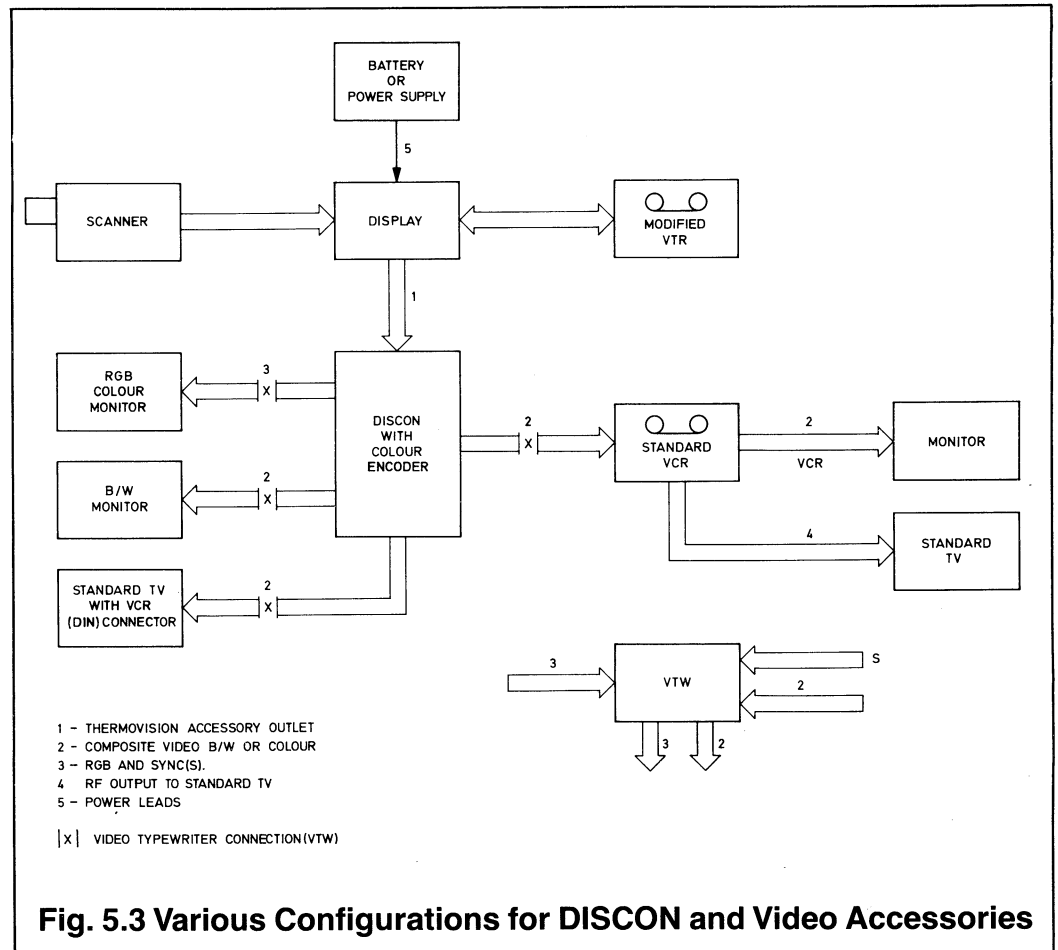 BATTERY
OR
POWER SUPPLY
5
SCANNER
DISPLAY
MODIFIED
VTR
1
RGB
COLOUR
MONITOR
3
X
DISCON
WITH
COLOUR
ENCODER
2
X
STANDARD
VCR
2
VCR
MONITOR
B/W
MONITOR
2
X
4
STANDARD
TV
STANDARD TV
WITH VCR
(DIN) CONNECTOR
2
X
3
VTW
S
2
3
2
1 - THERMOVISION ACCESSORY OUTLET
2 - COMPOSITE VIDEO B/W OR COLOUR
3 - RGB AND SYNC(S).
4 RF OUTPUT TO STANDARD TV
5 - POWER LEADS
|X| VIDEO TYPEWRITER CONNECTION (VTW)
Fig. 5.3 Various Configurations for DISCON and Video Accessories